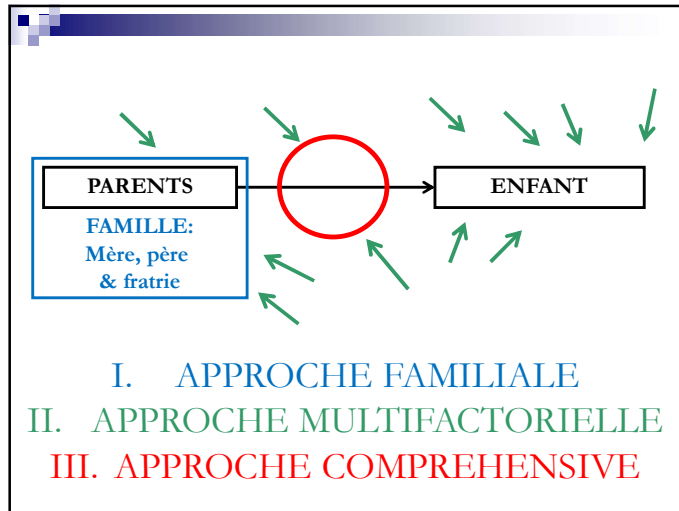 PARENTS
ENFANT
FAMILLE:
Mère, père
& fratrie
I. APPROCHE FAMILIALE
II. APPROCHE MULTIFACTORIELLE
III. APPROCHE COMPREHENSIVE